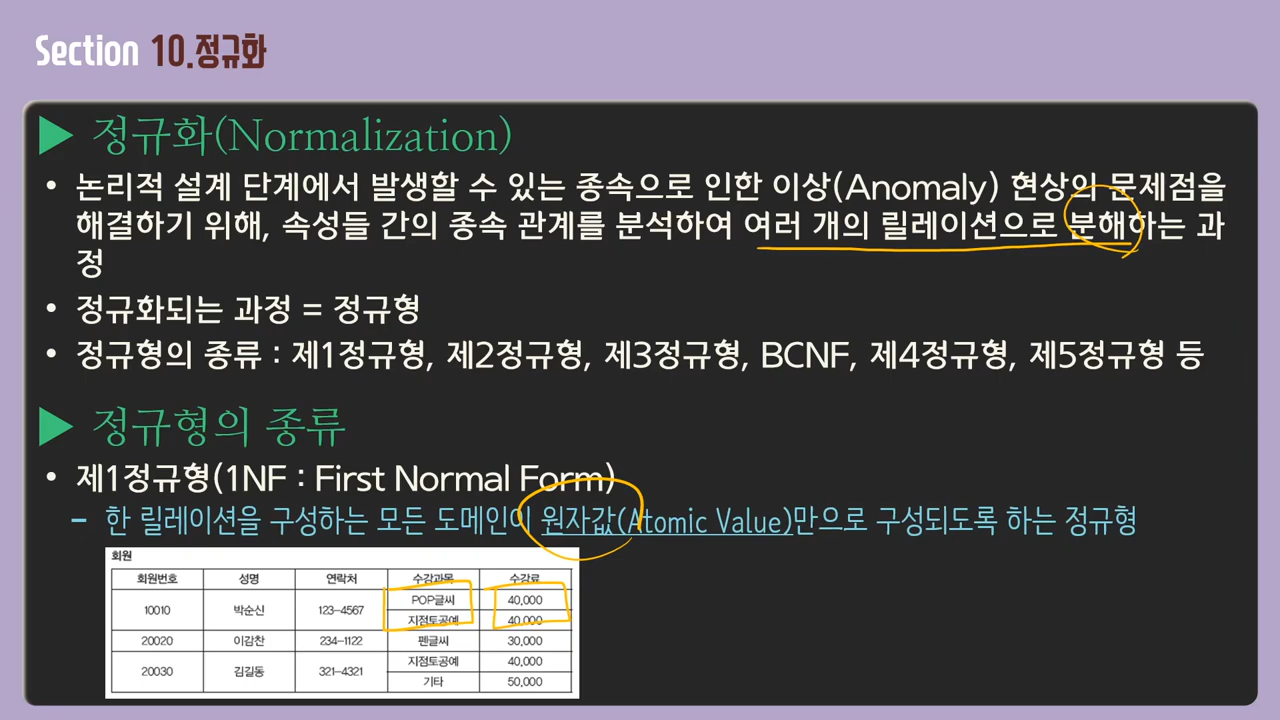 Section 10.정규화
▶ 정규화(Normalization)
• 논리적 설계 단계에서 발생할 수 있는 종속으로 인한 이상(Anomaly) 현상의 문제점을
해결하기 위해, 속성들 간의 종속 관계를 분석하여 여러 개의 릴레이션으로 분해하는 과
정
• 정규화되는 과정 = 정규형
• 정규형의 종류 : 제1정규형, 제2정규형, 제3정규형, BCNF, 제4정규형, 제5정규형 등
▶ 정규형의 종류
• 제1정규형(1NF : First Normal Form)
– 한 릴레이션을 구성하는 모든 도메인이 원자값(Atomic Value)만으로 구성되도록 하는 정규형
회원
회원번호 성명 연락처 수강과목 수강료
POP글씨 40,000
10010 박순신 123-4567
지점토공예 40,000
20020 이감찬 234-1122 펜글씨 30,000
지점토공예 40,000
20030 김길동 321-4321
기타 50,000